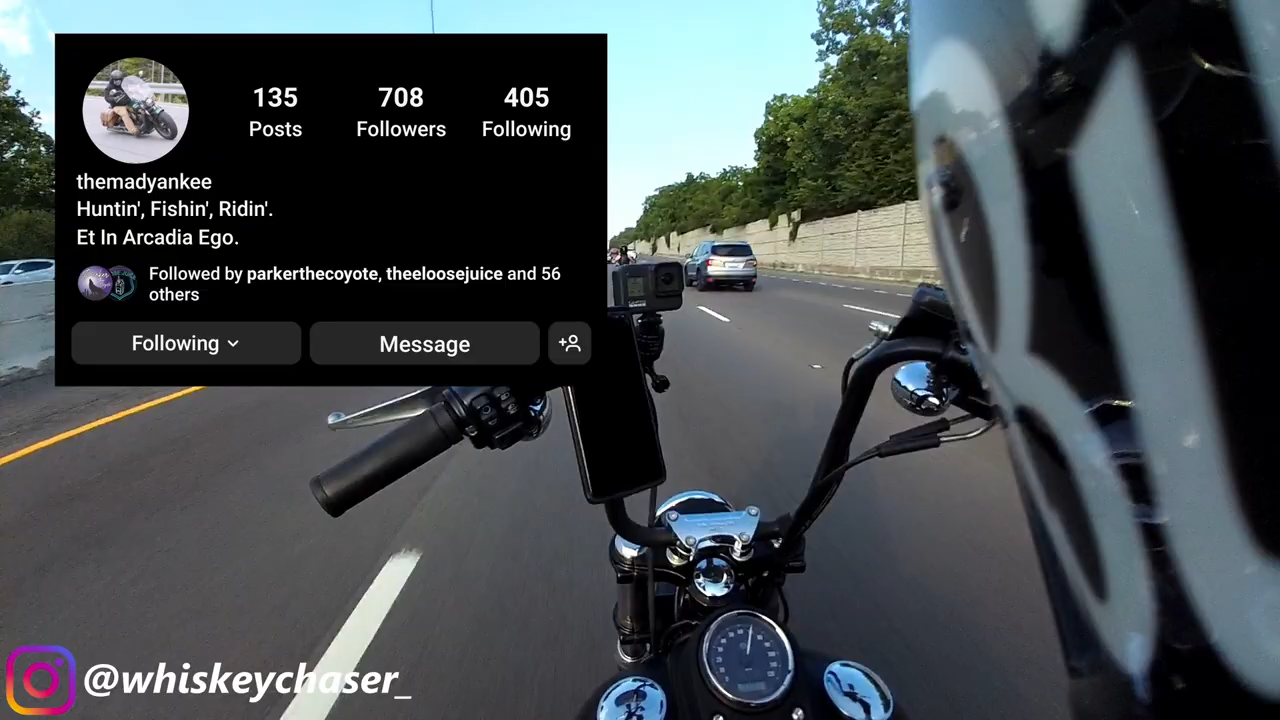 135 708 405
Posts Followers Following
themadyankee
Huntin', Fishin', Ridin'.
Et In Arcadia Ego.
Followed by parkerthecoyote, theeloosejuice and 56
others
Following Message
@whiskeychaser_